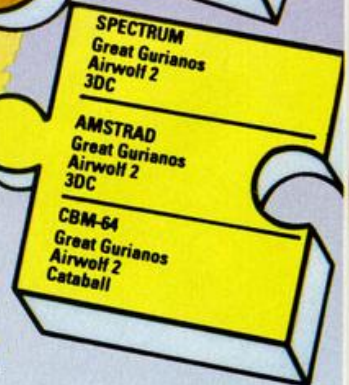 SPECTRUM
Great Gurianos
Airwolf 2
3DC
AMSTRAD
Great Gurianos
Airwolf 2
3DC
CBM-64
Great Gurianos
Airwolf 2
Cataball